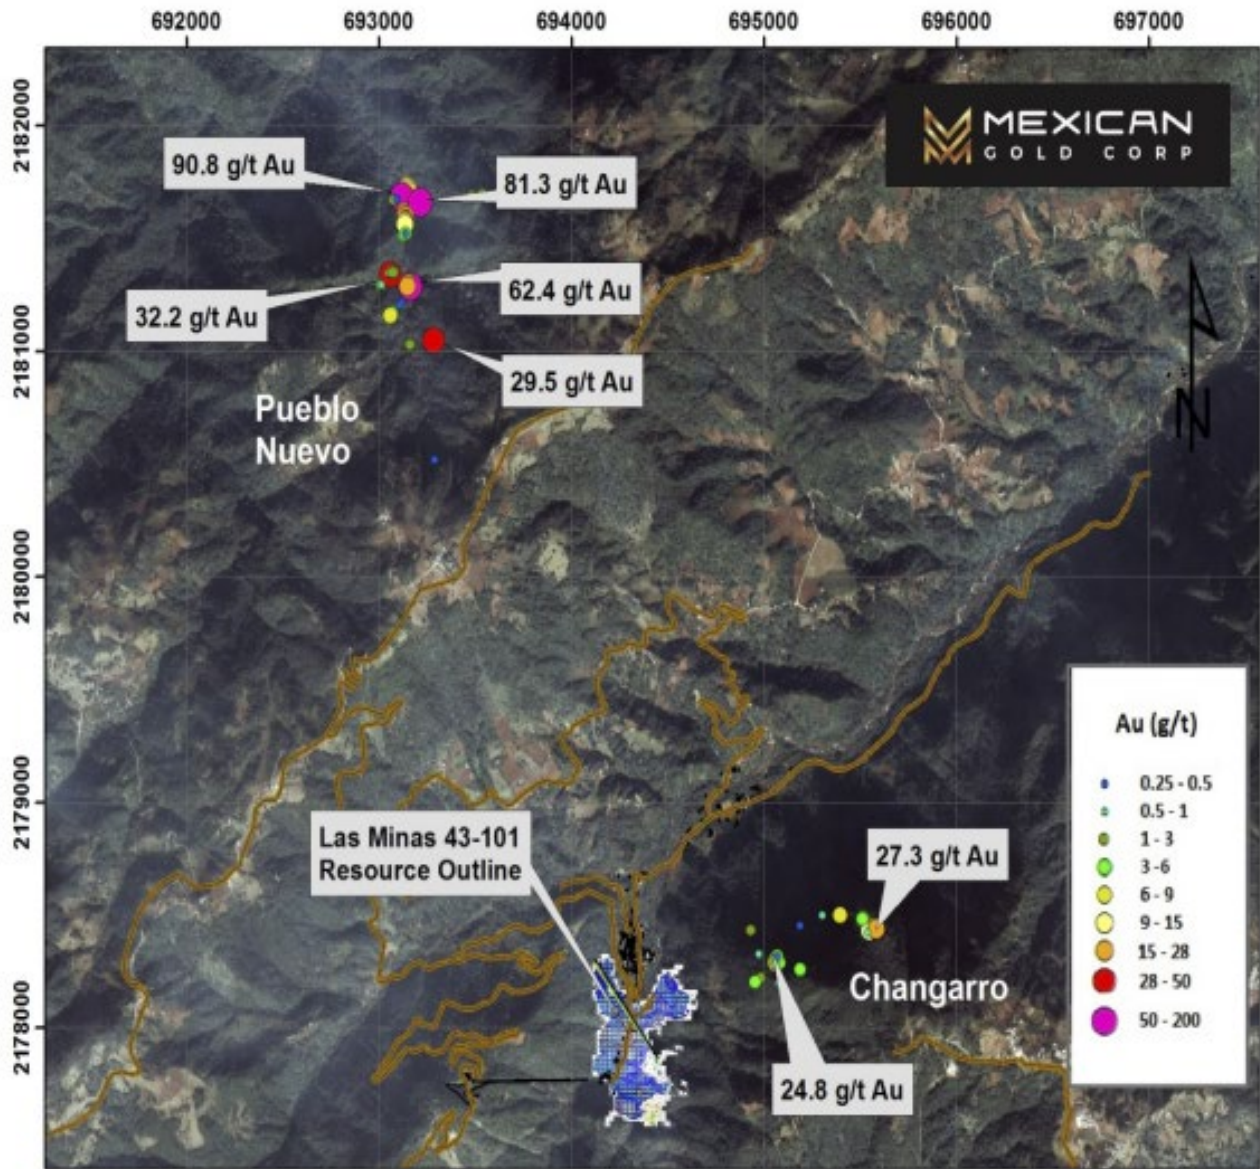 692000
693000
694000
695000
696000
697000
2182000
2181000
2180000
2179000
2178000
MEXICAN
GOLD CORP
90.8 g/t Au
81.3 g/t Au
62.4 g/t Au
32.2 g/t Au
29.5 g/t Au
Pueblo
Nuevo
N
Las Minas 43-101
Resource Outline
27.3 g/t Au
Changarro
24.8 g/t Au
Au (g/t)
0.25 - 0.5
0.5 - 1
1 - 3
3 -6
6 - 9
9 - 15
15 - 28
28 - 50
50 - 200